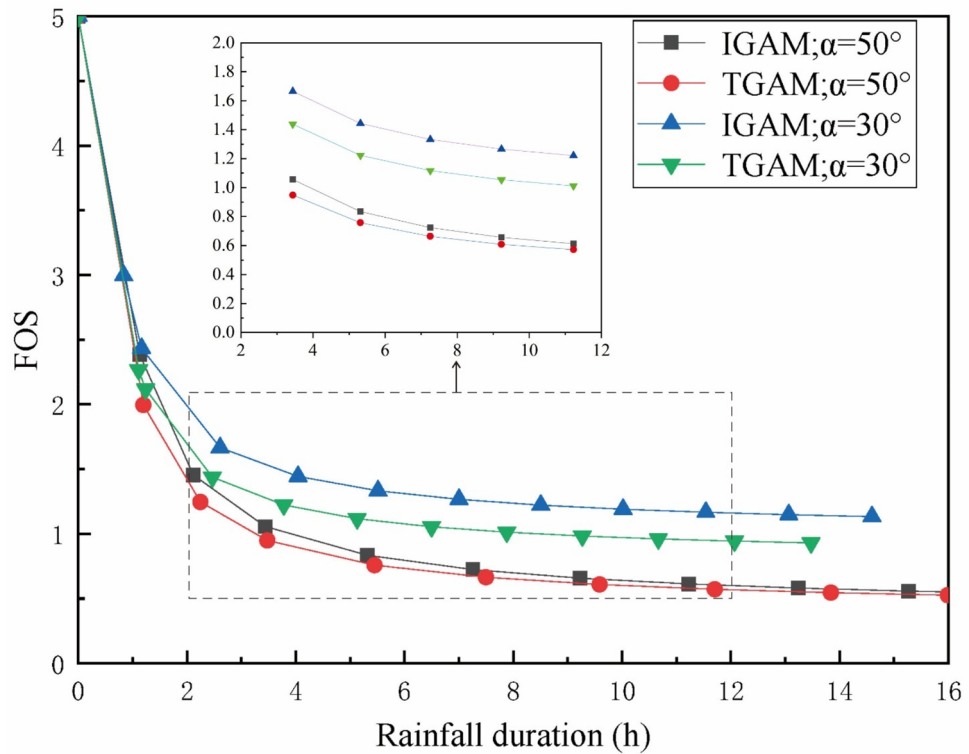 5
4
3
2
1
0
FOS
0 2 4 6 8 10 12 14 16
Rainfall duration (h)
2.0
1.8
1.6
1.4
1.2
1.0
0.8
0.6
0.4
0.2
0.0
2 4 6 8 10 12
IGAM;α=50°
TGAM;α=50°
IGAM;α=30°
TGAM;α=30°